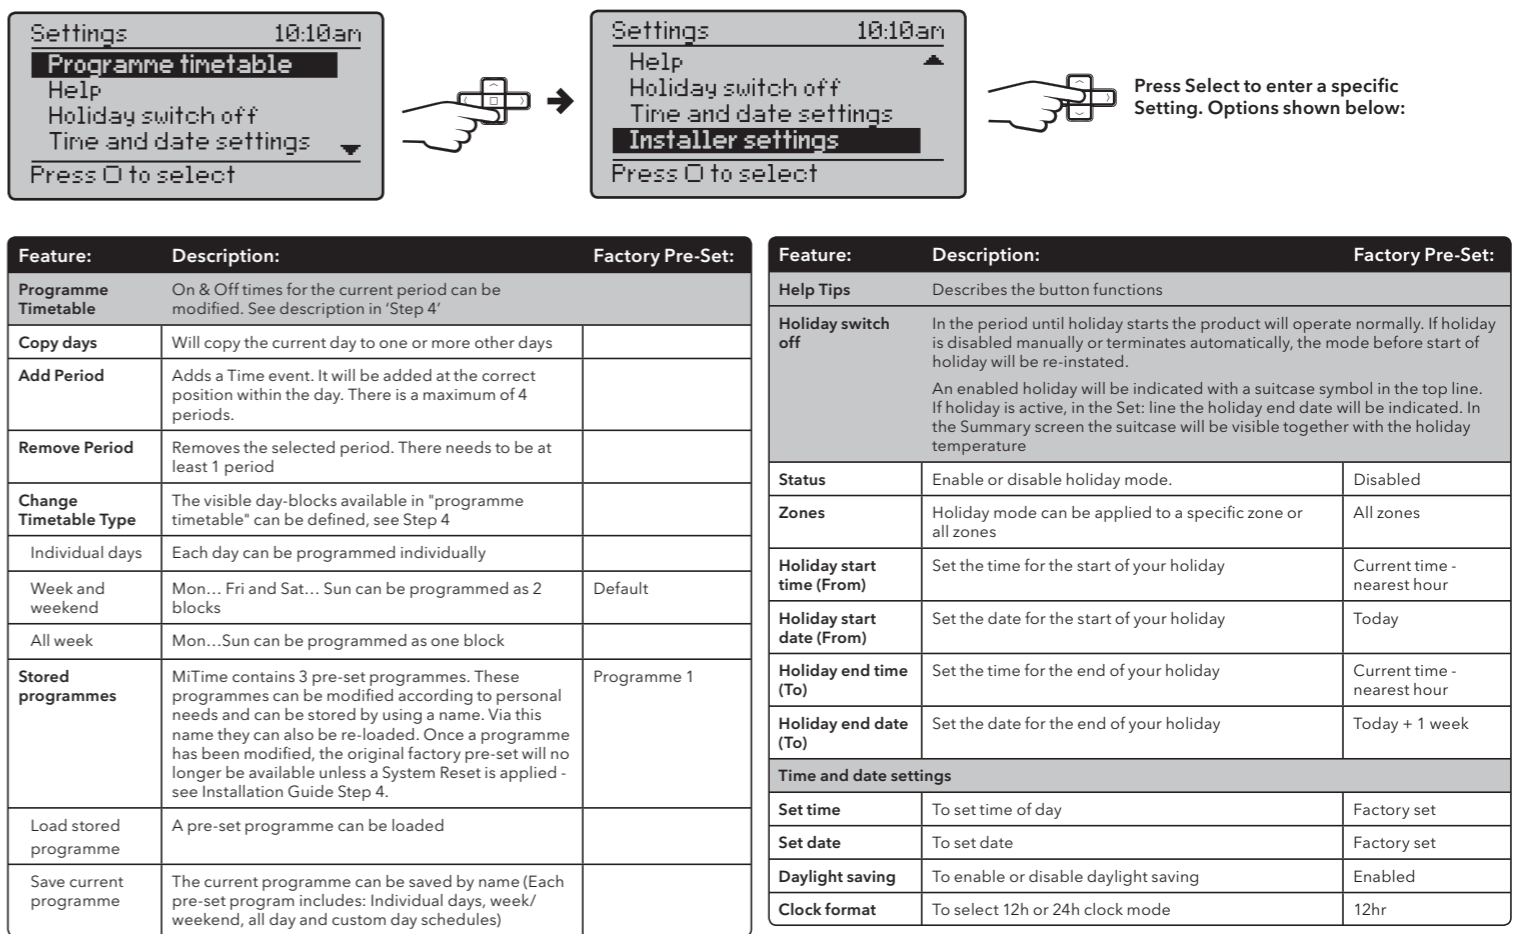 Settings 10:10am
Programme timetable
Help
Holiday switch off
Time and date settings
Press □ to select
Settings 10:10am
Help
Holiday switch off
Time and date settings
Installer settings
Press □ to select
Press Select to enter a specific
Setting. Options shown below:
Feature: Description: Factory Pre-Set:
Programme
Timetable
On & Off times for the current period can be
modified. See description in ‘Step 4’
Copy days Will copy the current day to one or more other days
Add Period Adds a Time event. It will be added at the correct
position within the day. There is a maximum of 4
periods.
Remove Period Removes the selected period. There needs to be at
least 1 period
Change
Timetable Type
The visible day-blocks available in "programme
timetable" can be defined, see Step 4
Individual days Each day can be programmed individually
Week and
weekend
Mon… Fri and Sat… Sun can be programmed as 2
blocks
Default
All week Mon…Sun can be programmed as one block
Stored
programmes
MiTime contains 3 pre-set programmes. These
programmes can be modified according to personal
needs and can be stored by using a name. Via this
name they can also be re-loaded. Once a programme
has been modified, the original factory pre-set will no
longer be available unless a System Reset is applied -
see Installation Guide Step 4.
Programme 1
Load stored
programme
A pre-set programme can be loaded
Save current
programme
The current programme can be saved by name (Each
pre-set program includes: Individual days, week/
weekend, all day and custom day schedules)
Feature: Description: Factory Pre-Set:
Help Tips Describes the button functions
Holiday switch
off
In the period until holiday starts the product will operate normally. If holiday
is disabled manually or terminates automatically, the mode before start of
holiday will be re-instated.
An enabled holiday will be indicated with a suitcase symbol in the top line.
If holiday is active, in the Set: line the holiday end date will be indicated. In
the Summary screen the suitcase will be visible together with the holiday
temperature
Status Enable or disable holiday mode. Disabled
Zones Holiday mode can be applied to a specific zone or
all zones
All zones
Holiday start
time (From)
Set the time for the start of your holiday
Current time -
nearest hour
Holiday start
date (From)
Set the date for the start of your holiday
Today
Holiday end time
(To)
Set the time for the end of your holiday
Current time -
nearest hour
Holiday end date
(To)
Set the date for the end of your holiday
Today + 1 week
Time and date settings
Set time To set time of day Factory set
Set date To set date Factory set
Daylight saving To enable or disable daylight saving Enabled
Clock format To select 12h or 24h clock mode 12hr